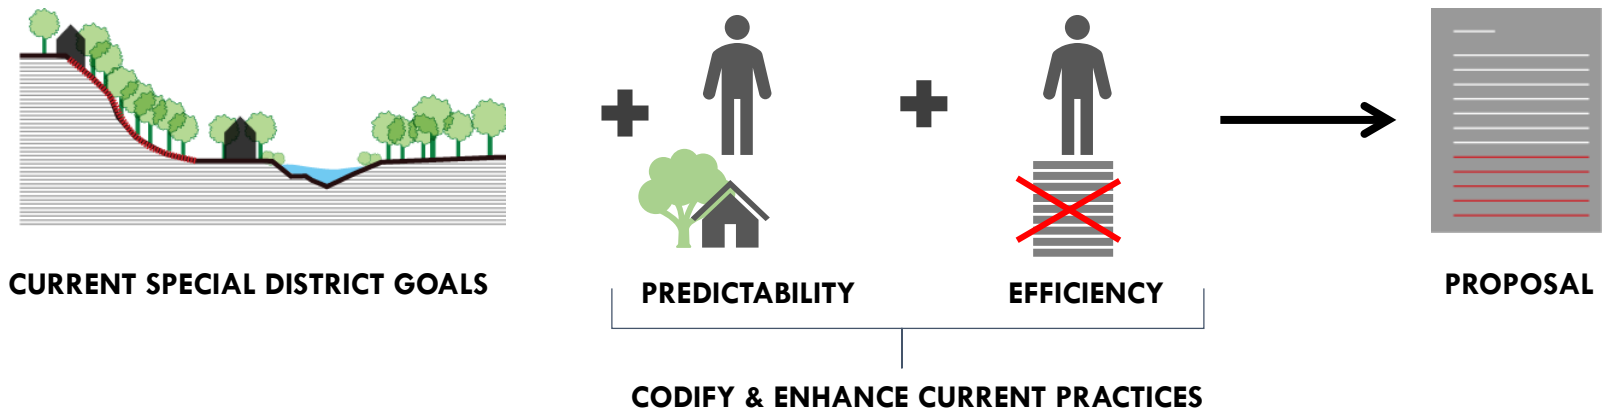 CURRENT SPECIAL DISTRICT GOALS
PREDICTABILITY
EFFICIENCY
PROPOSAL
CODIFY & ENHANCE CURRENT PRACTICES